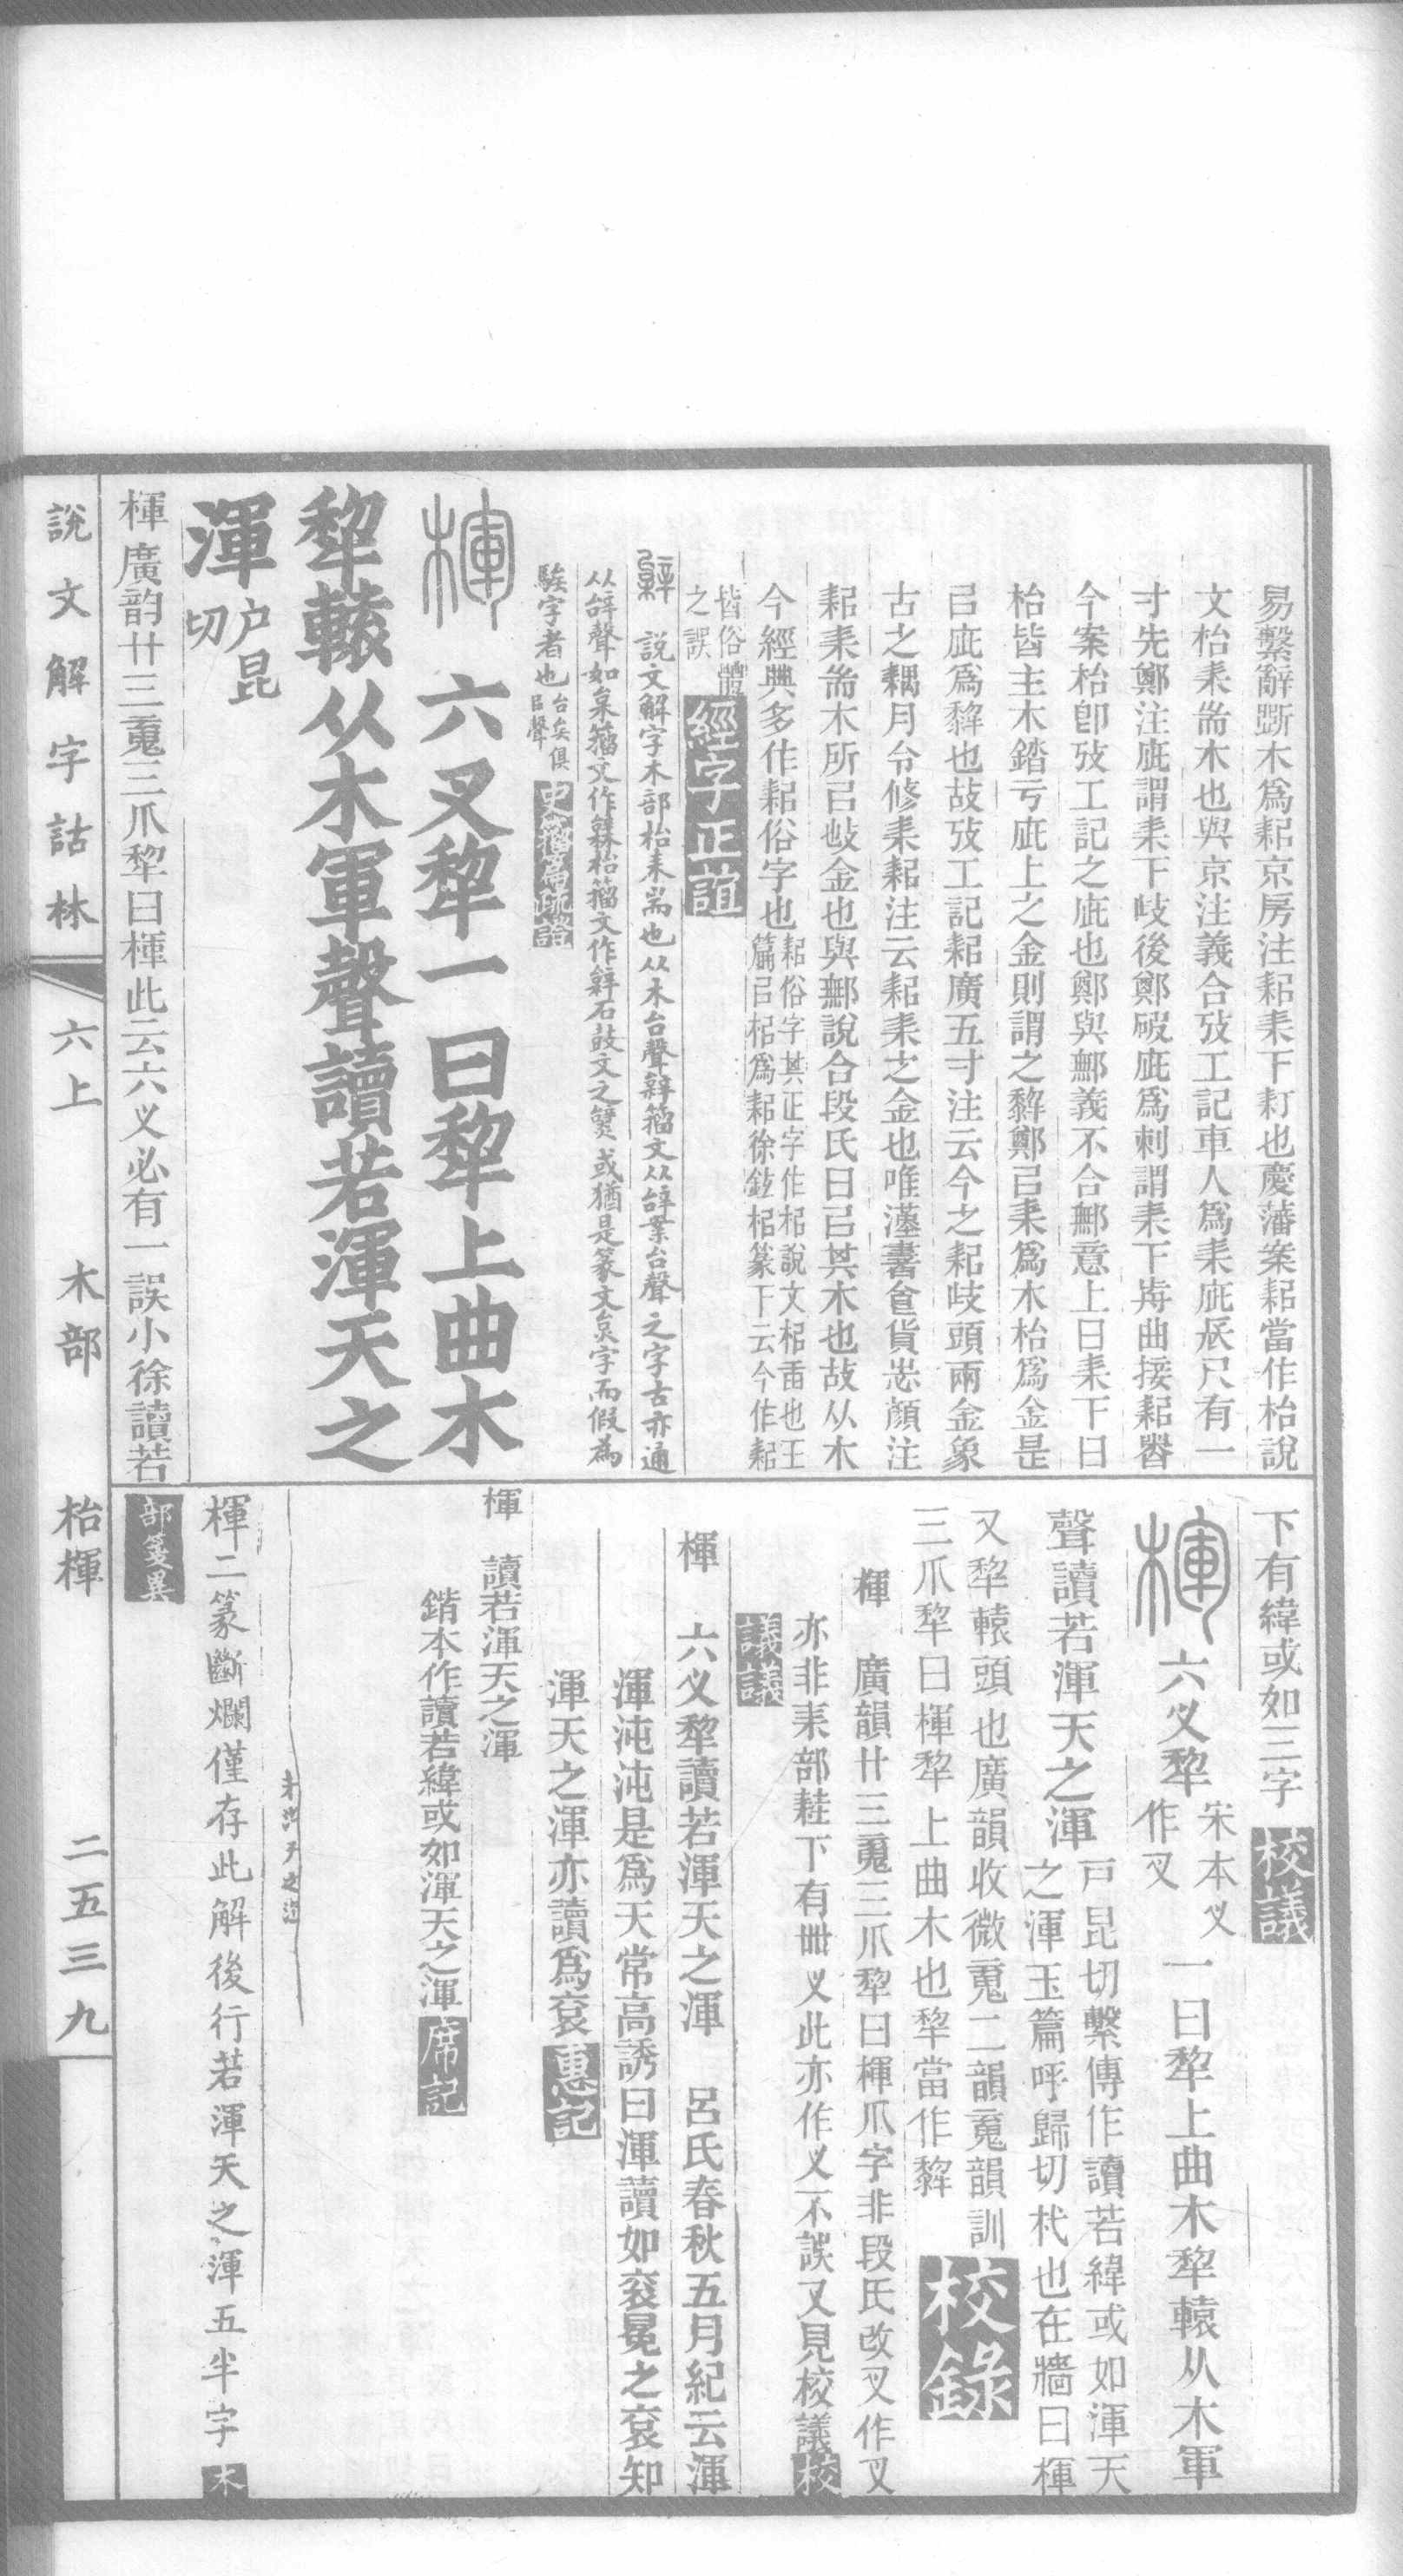 易繫辭斲木爲耜京房注耜耒下耓也慶藩案耜當作枱說
文枱耒耑木也與京注義合攷工記車人爲耒庛庛尺有一
寸先鄭注庛謂耒下歧後鄭破庛爲刺謂耒下歬曲接耜
今案枱卽攷工記之庛也鄭與鄦義不合鄦意上曰耒下曰
枱皆主木踏亏庛上之金則謂之犂鄭㠯耒爲木枱爲金是
㠯庛爲犂也故攷工記耜廣五寸注云今之耜歧頭兩金象
古之耦月令修耒耜注云耜耒之金也唯漢書食貨志顏注
耜耒耑木所㠯施金也與鄦說合段氏曰㠯其木也故从木
今經典多作耜俗字也耜俗字其正字作梠說文梠臿也王
篇㠯梠爲耜徐鉉梠篆下云今作耜
皆俗體
之誤
經字正誼
說文解字木部枱耒耑也从木台聲辝籀文从辝業台聲之字古亦通
从辝聲如枲籀文作𣏕枱籀文作辝石鼓文之或猶是篆文字而假為
騃字者也台矣俱
㠯聲
史籀篇疏證
楎 六叉犂一曰犂上曲木
犂轅从木軍聲讀若渾天之
渾戶昆
切
楎廣韵廿三䰟三爪犂曰楎此云六叉必有一誤小徐讀若
下有緯或如三字
校議
楎 六叉犂宋本叉
作叉
一曰犂上曲木犂轅从木軍
聲讀若渾天之渾戶昆切繫傳作讀若緯或如渾天
之渾玉篇呼歸切杙也在牆曰楎
又犂轅頭也廣韻收微䰟二韻䰟韻訓
三爪犂曰楎犂上曲木也犂當作犂
校錄
楎 廣韻廿三䰟三爪犂曰楎爪字非段氏改叉作叉
亦非耒部耕下有卌叉此亦作叉不誤又見校議
校
議議
楎 六叉犂讀若渾天之渾 呂氏春秋五月紀云渾
渾沌沌是爲天常高誘曰渾讀如袞冕之袞知
渾天之渾亦讀爲袞
惠記
楎 讀若渾天之渾
鍇本作讀若緯或如渾天之渾
席記
楎二篆斷爛僅存此解後行若渾天之渾五半字
木
部箋異
說文解字詁林
六上
木部
枱楎
二五三九